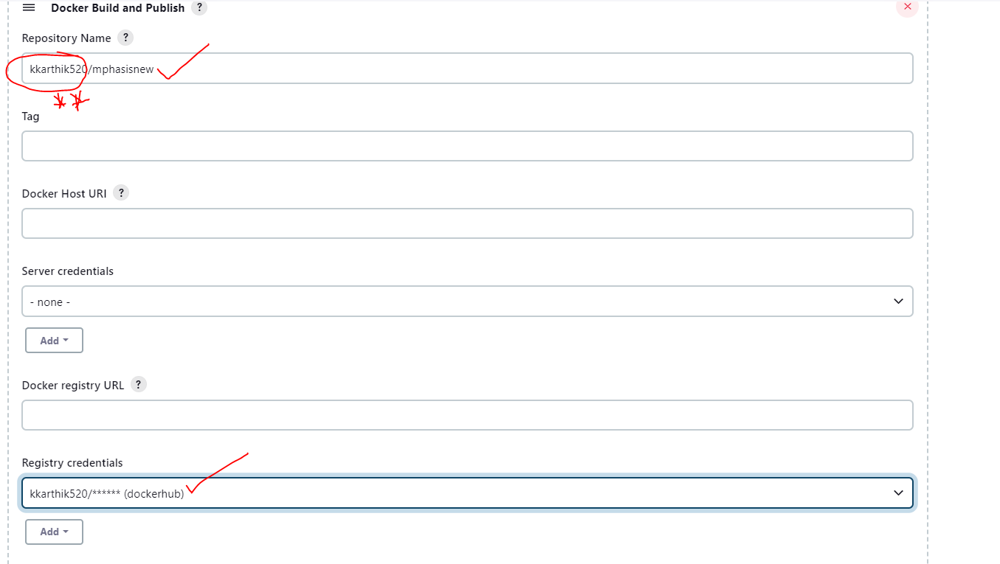 Docker Build and Publish ?
Repository Name ?
kkarthik520/mphasisnew
**
Tag
Docker Host URI ?
Server credentials
- none -
Add
Docker registry URL ?
Registry credentials
kkarthik520/****** (dockerhub)
Add